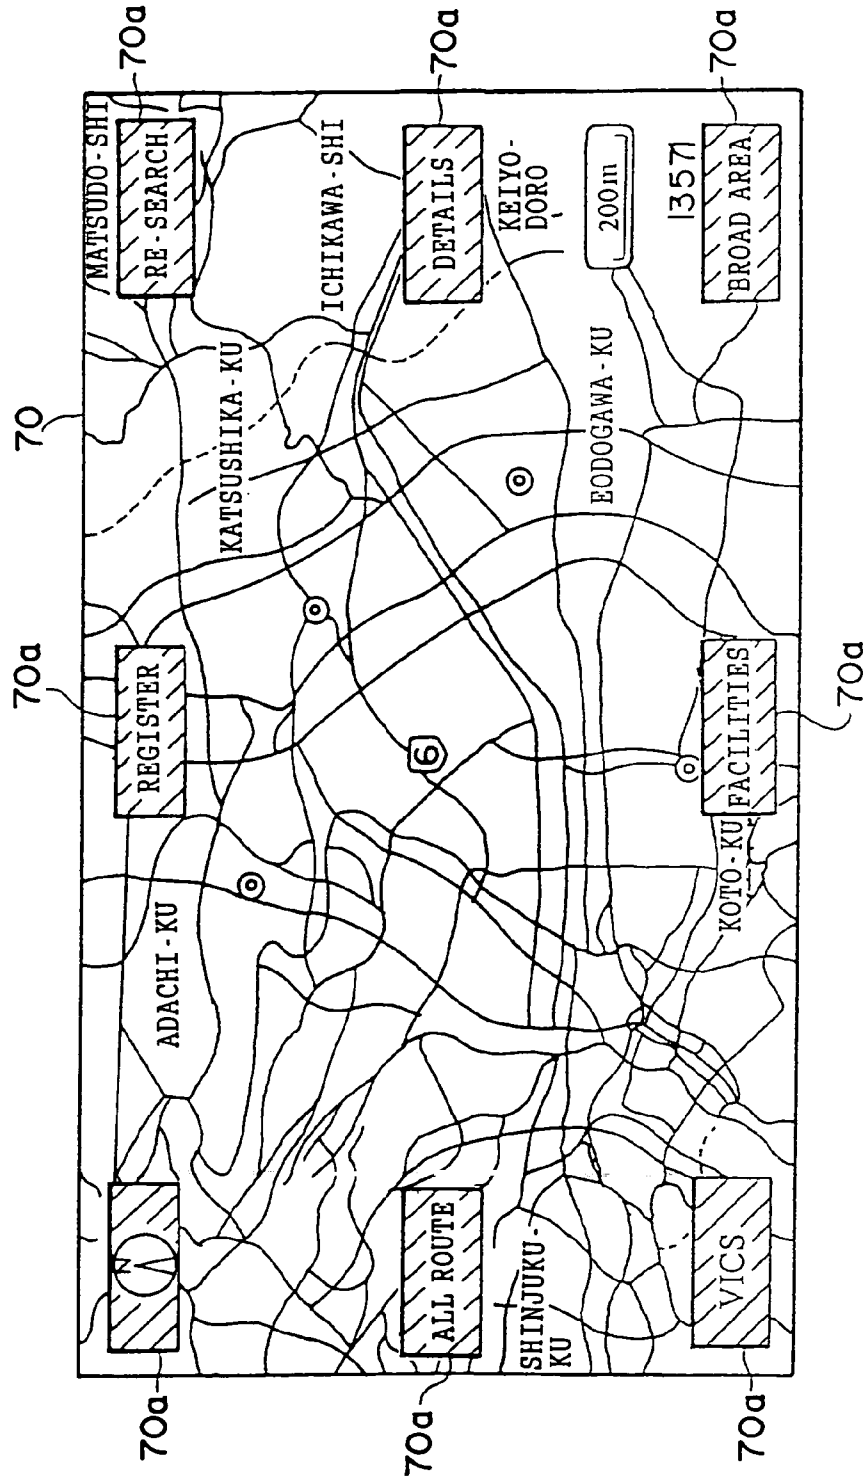 70a
70
70a
70a
MATSUDO-SHI
N
REGISTER
RE-SEARCH
ADACHI-KU
KATSUSHIKA-KU
ICHIKAWA-SHI
6
70a
ALL ROUTE
DETAILS
70a
KEIYO-
DORO
SHINJUKU-
KU
EODOGAWA-KU
200m
13571
KOTO-KU
70a
VICS
FACILITIES
BROAD AREA
70a
70a